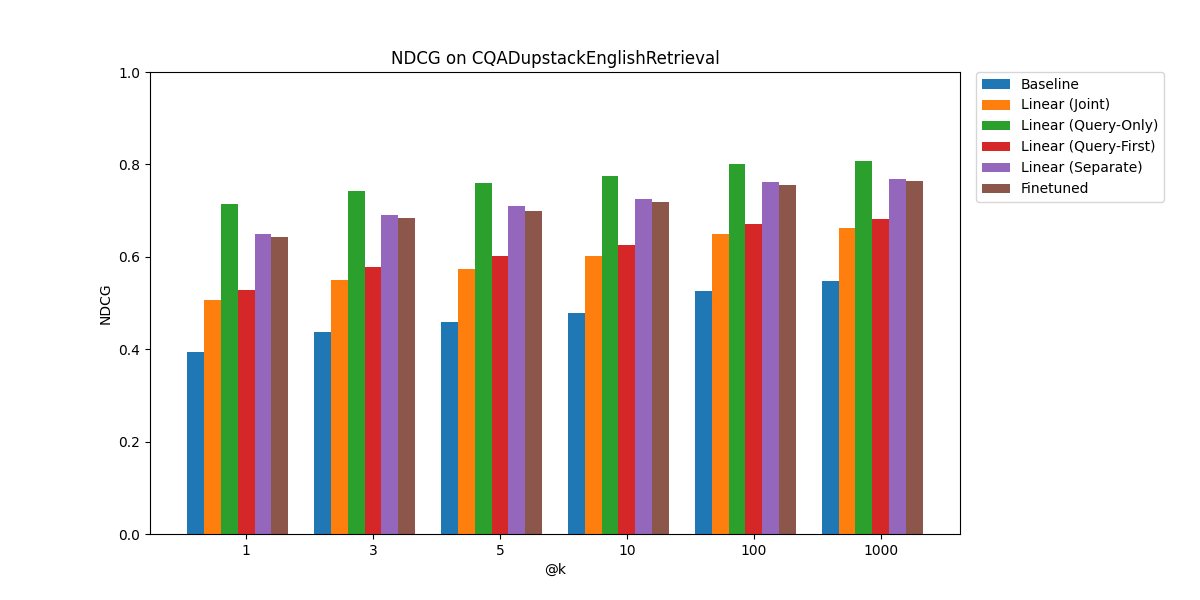 NDCG on CQADupstackEnglishRetrieval
1.0
0.8
0.6
0.4
0.2
0.0
NDCG
1 3 5 10 100 1000
@k
Baseline
Linear (Joint)
Linear (Query-Only)
Linear (Query-First)
Linear (Separate)
Finetuned